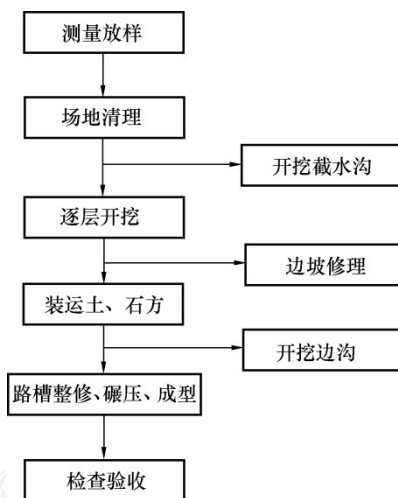 测量放样
场地清理
开挖截水沟
逐层开挖
边坡修理
装运土、石方
开挖边沟
路槽整修、碾压、成型
检查验收